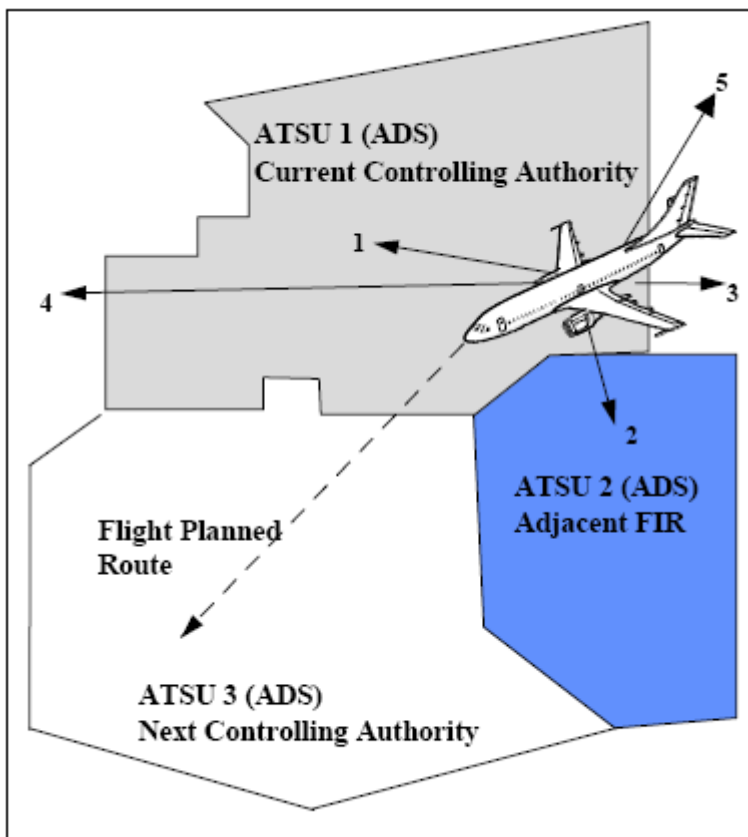 5
ATSU 1 (ADS)
Current Controlling Authority
1
4
3
2
ATSU 2 (ADS)
Adjacent FIR
Flight Planned
Route
ATSU 3 (ADS)
Next Controlling Authority